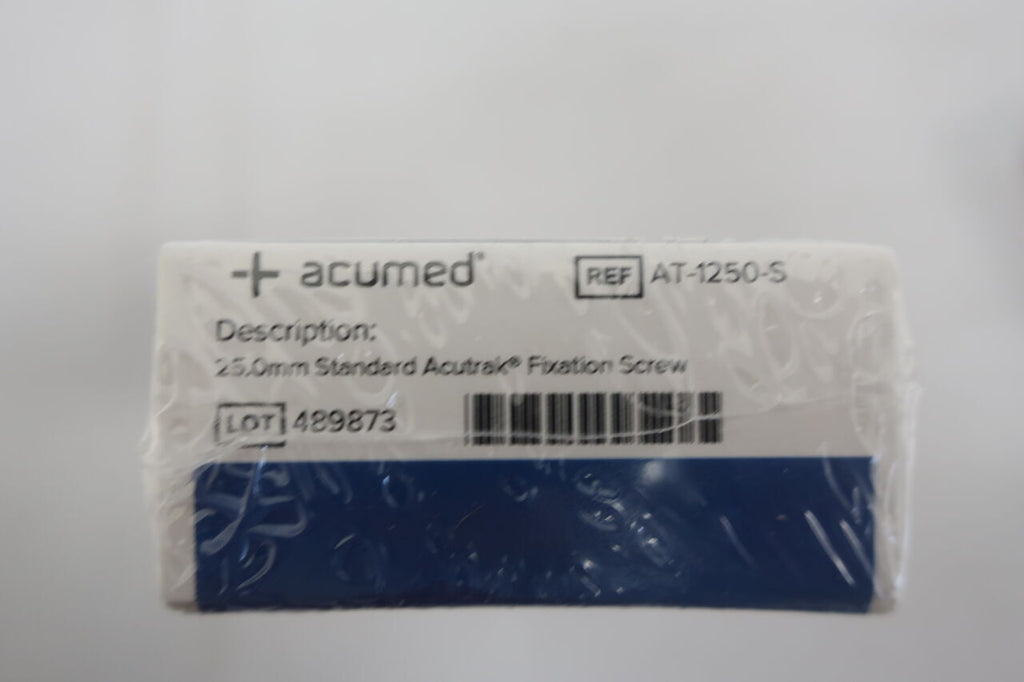 acumed®
REF AT-1250-S
Description:
25.0mm Standard Acutrak® Fixation Screw
LOT 489873